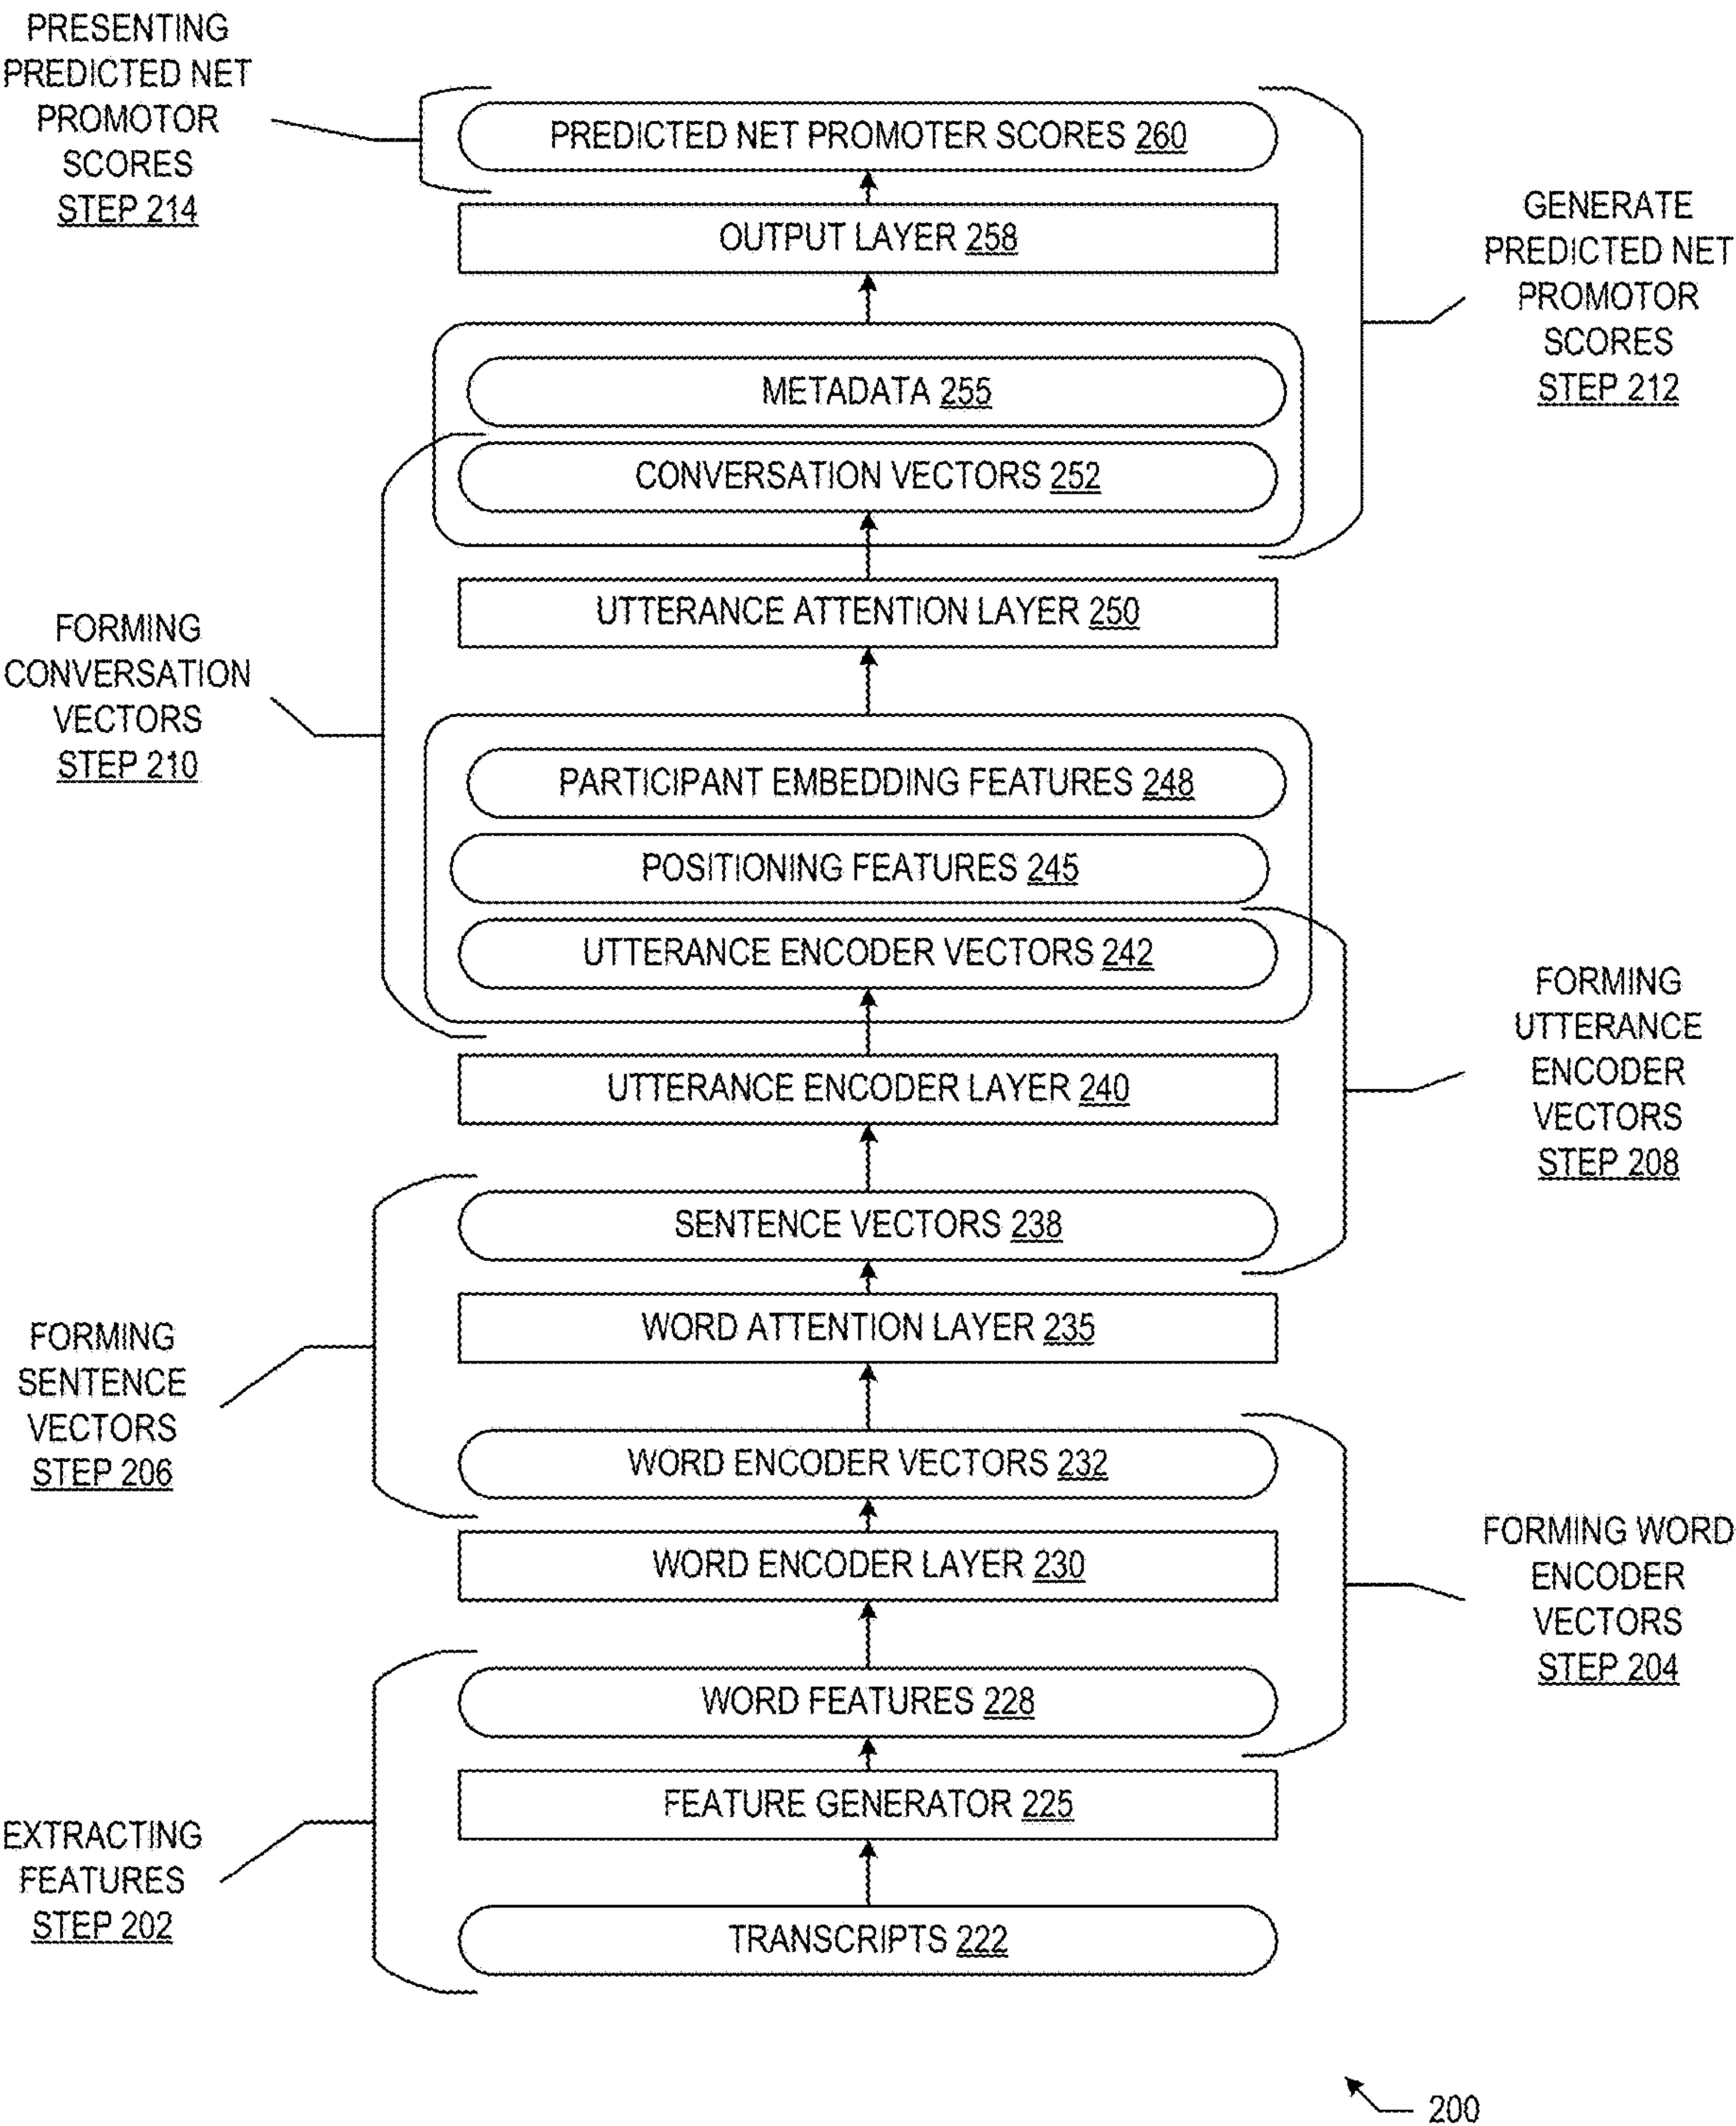 PRESENTING
PREDICTED NET
PROMOTOR
SCORES
STEP 214
PREDICTED NET PROMOTER SCORES 260
OUTPUT LAYER 258
GENERATE
PREDICTED NET
PROMOTOR
SCORES
STEP 212
METADATA 255
CONVERSATION VECTORS 252
UTTERANCE ATTENTION LAYER 250
FORMING
CONVERSATION
VECTORS
STEP 210
PARTICIPANT EMBEDDING FEATURES 248
POSITIONING FEATURES 245
UTTERANCE ENCODER VECTORS 242
FORMING
UTTERANCE
ENCODER
VECTORS
STEP 208
UTTERANCE ENCODER LAYER 240
SENTENCE VECTORS 238
WORD ATTENTION LAYER 235
FORMING
SENTENCE
VECTORS
STEP 206
WORD ENCODER VECTORS 232
WORD ENCODER LAYER 230
FORMING WORD
ENCODER
VECTORS
STEP 204
WORD FEATURES 228
FEATURE GENERATOR 225
EXTRACTING
FEATURES
STEP 202
TRANSCRIPTS 222
200